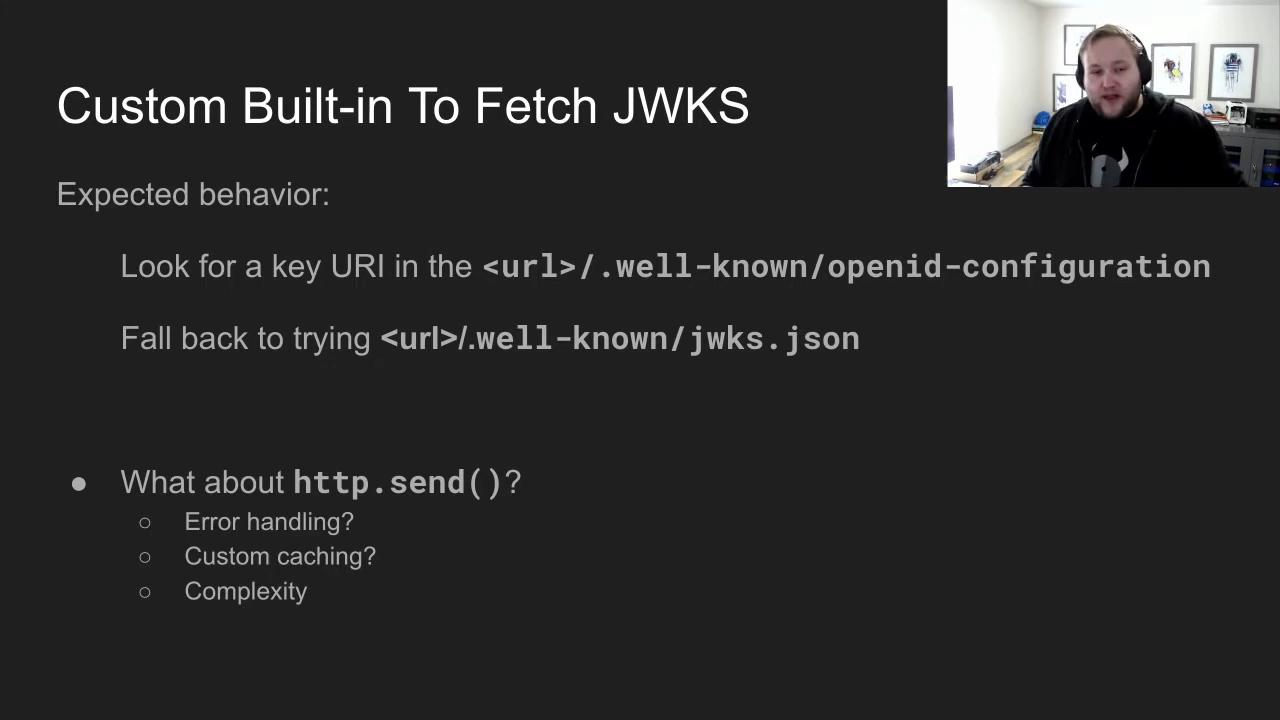 Custom Built-in To Fetch JWKS
Expected behavior:
Look for a key URI in the <url>/.well-known/openid-configuration
Fall back to trying <url>/.well-known/jwks.json
● What about http.send()?
○ Error handling?
○ Custom caching?
○ Complexity